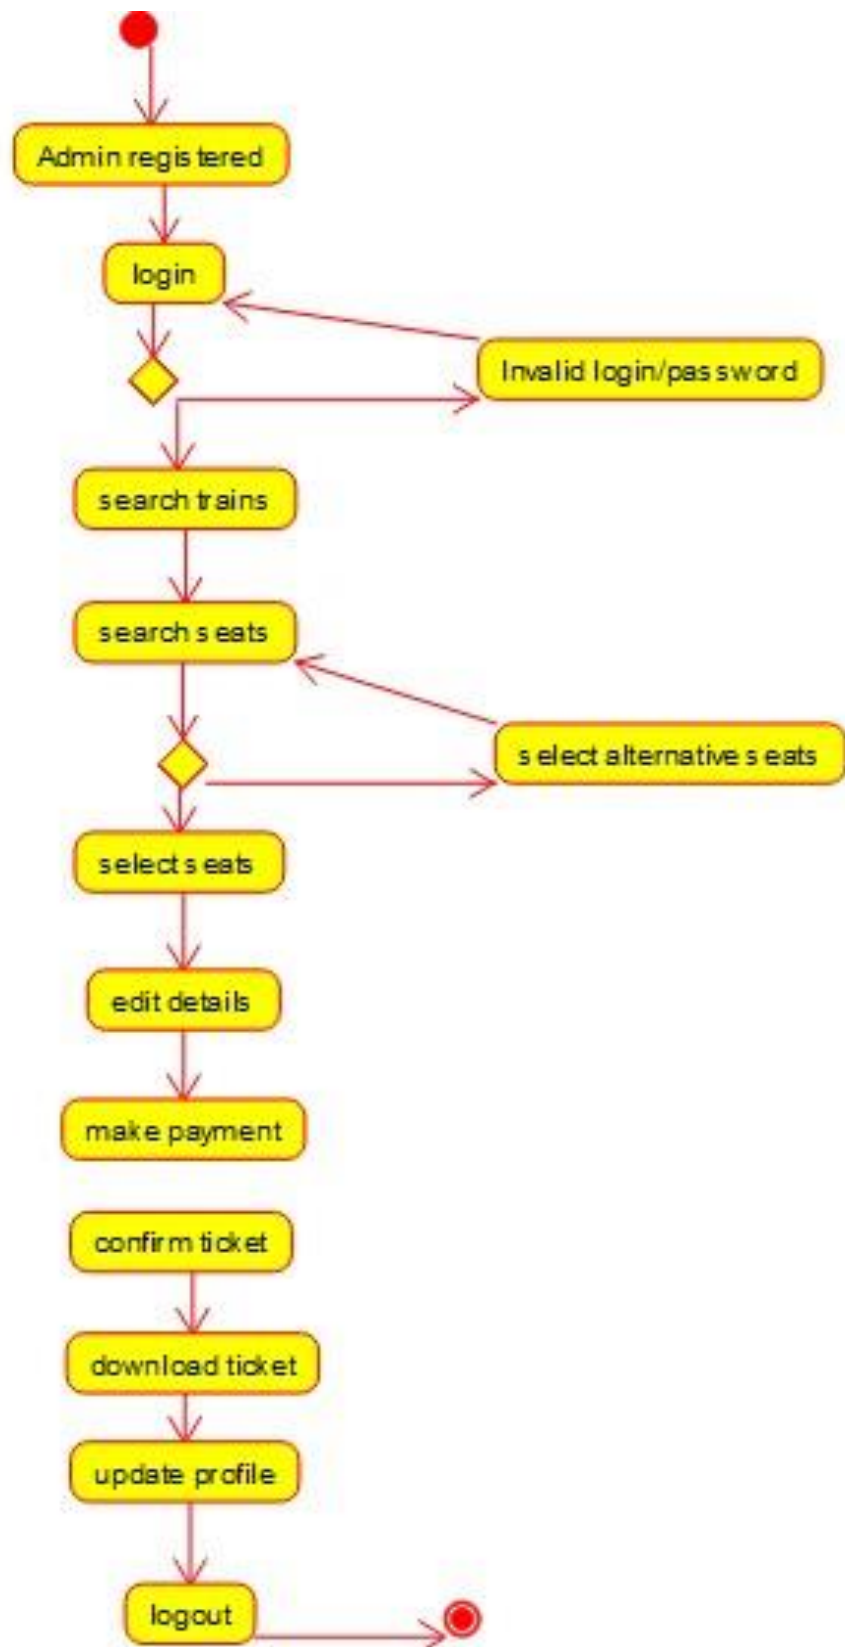 Admin registered
login
Invalid login/password
search trains
search seats
select alternative seats
select seats
edit details
make payment
confirm ticket
download ticket
update profile
logout